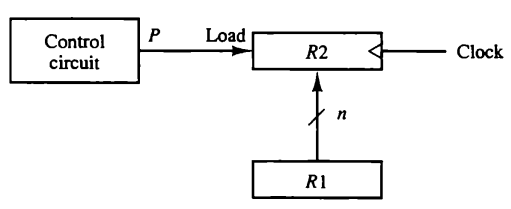 Control
circuit
P
Load
R2
Clock
n
R1